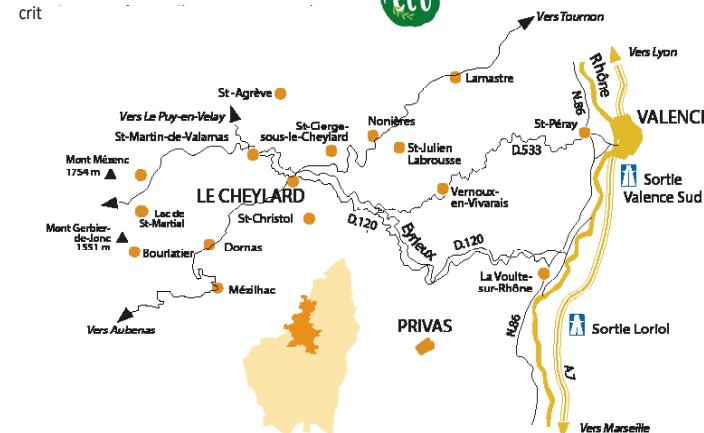 crit
Vers Tournon
Vers Lyon
Rhône
N.86
Lamastre
St-Agrève
Vers Le Puy-en-Velay
St-Martin-de-Valamas
St-Cierge-
sous-le-Cheylard
Nonières
St-Julien
Labrousse
St-Péray
VALENC
D.533
Mont Mézenc
1754 m
LE CHEYLARD
Vernoux-
en-Vivarais
Sortie
Valence Sud
Lac de
St-Martial
St-Christol
D.120
Eyrieux
D.120
Mont Gerbier-
de-Jonc
1551 m
Bourlatier
Dornas
La Voulte-
sur-Rhône
Mézilhac
Vers Aubenas
PRIVAS
N.86
Sortie Loriol
A.7
Vers Marseille